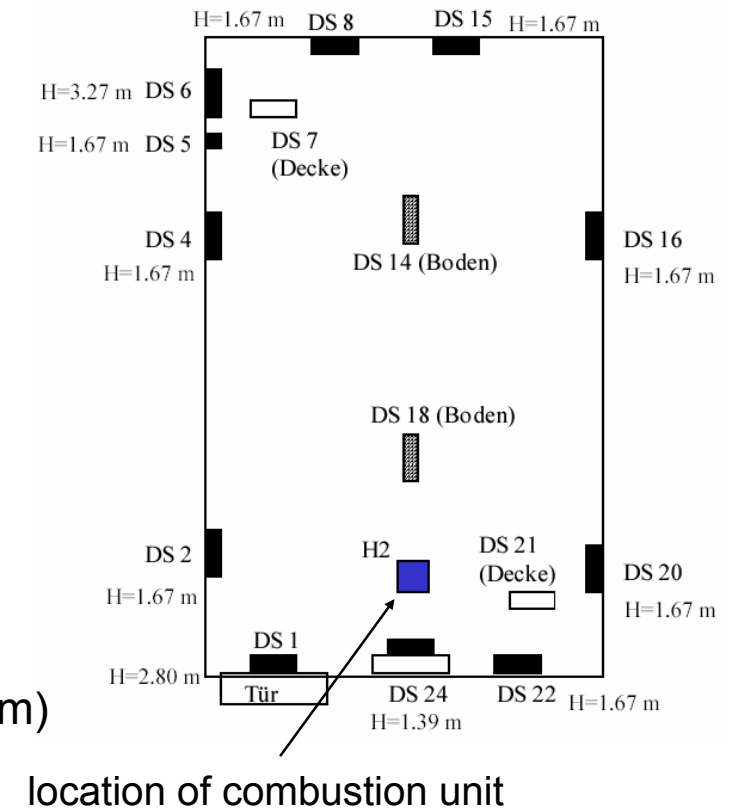 H=1.67 m DS 8 DS 15 H=1.67 m
H=3.27 m DS 6
H=1.67 m DS 5
DS 7
(Decke)
DS 4
H=1.67 m
DS 16
H=1.67 m
DS 14 (Boden)
DS 18 (Boden)
DS 2
H=1.67 m
H2
DS 21
(Decke)
DS 20
H=1.67 m
DS 1
H=2.80 m
Tür
DS 24
H=1.39 m
DS 22 H=1.67 m
m)
location of combustion unit